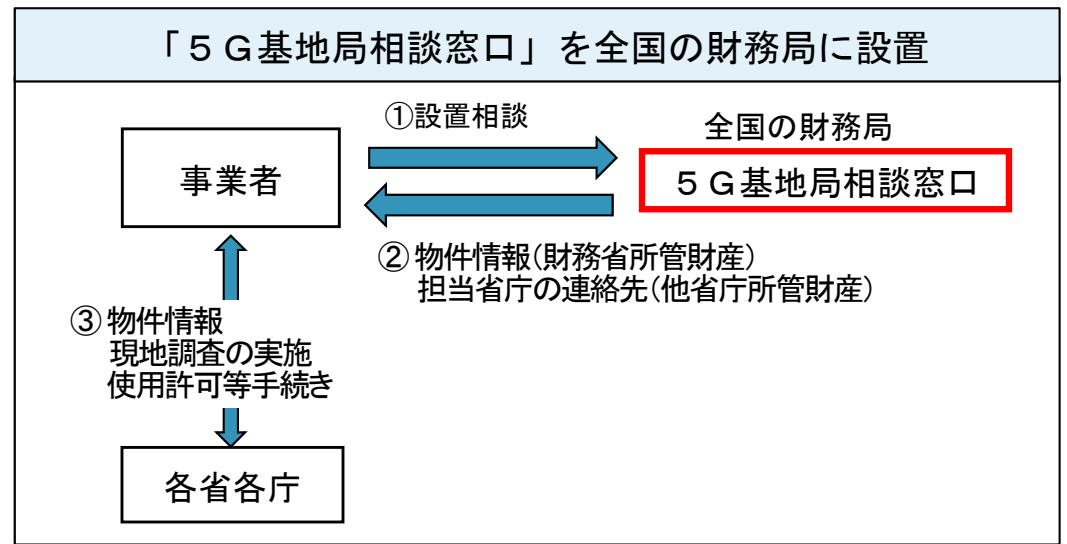 「５Ｇ基地局相談窓口」を全国の財務局に設置
①設置相談
全国の財務局
事業者
５Ｇ基地局相談窓口
②物件情報（財務省所管財産）
担当省庁の連絡先（他省庁所管財産）
③物件情報
現地調査の実施
使用許可等手続き
各省各庁